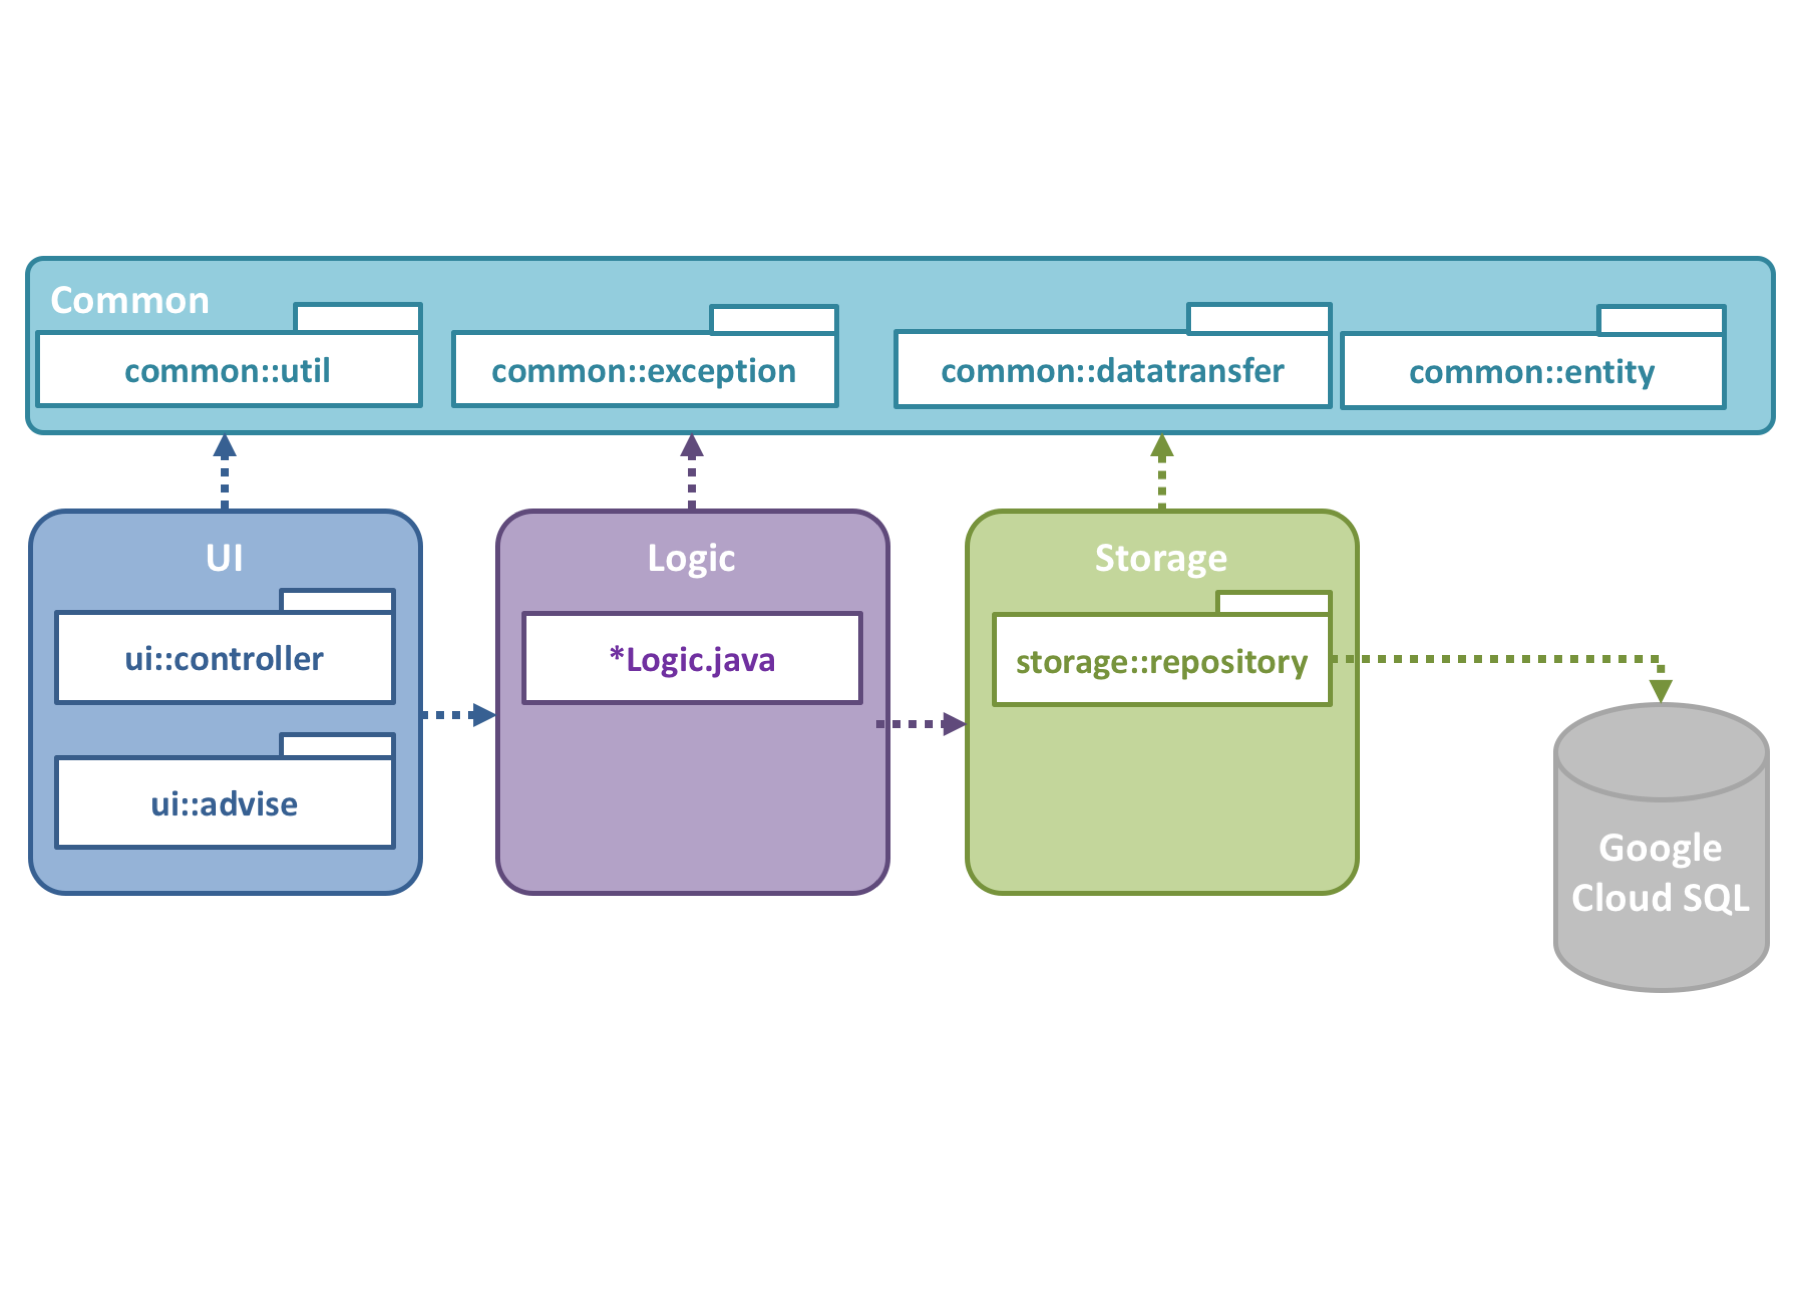 Common
common::util
common::exception
common::datatransfer
common::entity
UI
ui::controller
ui::advise
Logic
*Logic.java
Storage
storage::repository
Google
Cloud SQL